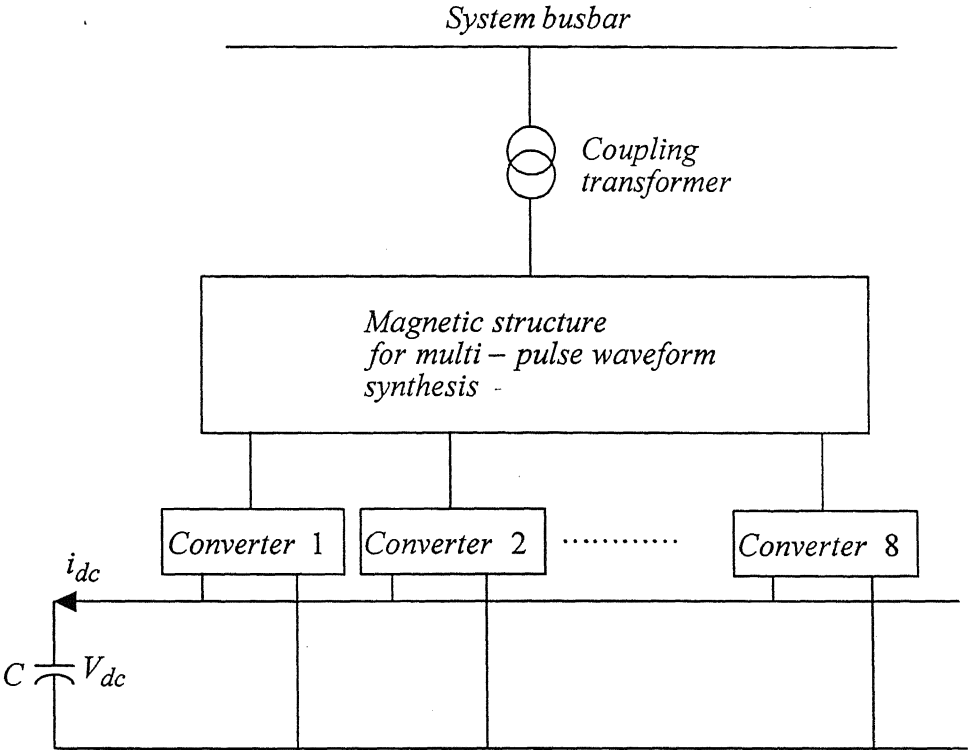 System busbar
Coupling
transformer
Magnetic structure
for multi – pulse waveform
synthesis
Converter 1
Converter 2
............
Converter 8
i_dc
C
V_dc